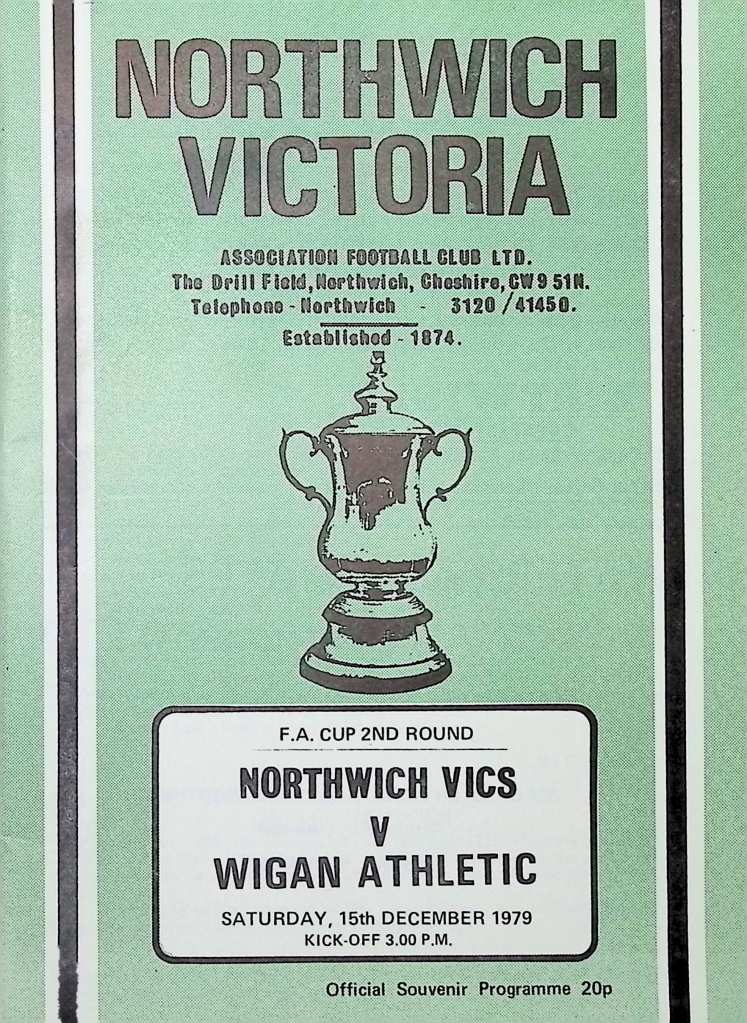 NORTHWICH
VICTORIA
ASSOCIATION FOOTBALL CLUB LTD.
The Drill Field, Northwich, Cheshire, CW9 51N.
Telephone - Northwich - 3120/41450.
Established - 1874.
F.A. CUP 2ND ROUND
NORTHWICH VICS
V
WIGAN ATHLETIC
SATURDAY, 15th DECEMBER 1979
KICK-OFF 3.00 P.M.
Official Souvenir Programme 20p